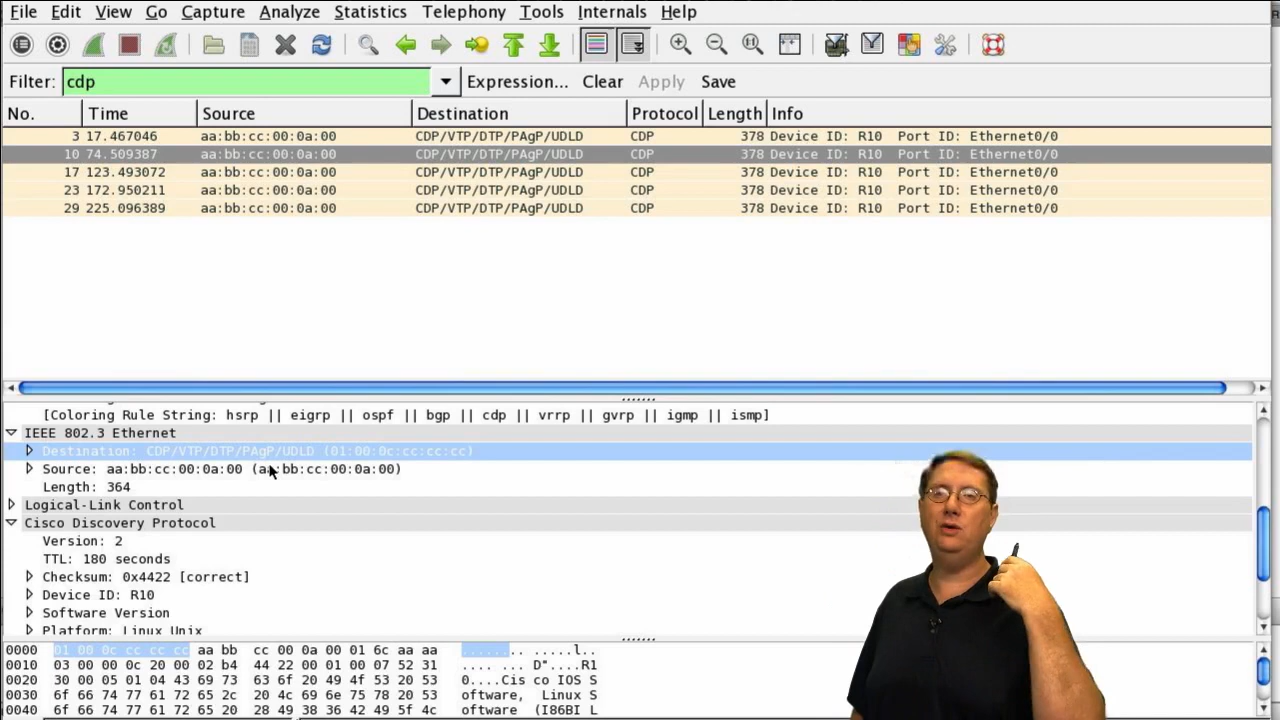 File Edit View Go Capture Analyze Statistics Telephony Tools Internals Help
Filter: cdp Expression... Clear Apply Save
No. Time Source Destination Protocol Length Info
3 17.467046 aa:bb:cc:00:0a:00 CDP/VTP/DTP/PAgP/UDLD CDP 378 Device ID: R10 Port ID: Ethernet0/0
10 74.509387 aa:bb:cc:00:0a:00 CDP/VTP/DTP/PAgP/UDLD CDP 378 Device ID: R10 Port ID: Ethernet0/0
17 123.493072 aa:bb:cc:00:0a:00 CDP/VTP/DTP/PAgP/UDLD CDP 378 Device ID: R10 Port ID: Ethernet0/0
23 172.950211 aa:bb:cc:00:0a:00 CDP/VTP/DTP/PAgP/UDLD CDP 378 Device ID: R10 Port ID: Ethernet0/0
29 225.096389 aa:bb:cc:00:0a:00 CDP/VTP/DTP/PAgP/UDLD CDP 378 Device ID: R10 Port ID: Ethernet0/0
[Coloring Rule String: hsrp || eigrp || ospf || bgp || cdp || vrrp || gvrp || igmp || ismp]
IEEE 802.3 Ethernet
Destination: CDP/VTP/DTP/PAgP/UDLD (01:00:0c:cc:cc:cc)
Source: aa:bb:cc:00:0a:00 (aa:bb:cc:00:0a:00)
Length: 364
Logical-Link Control
Cisco Discovery Protocol
Version: 2
TTL: 180 seconds
Checksum: 0x4422 [correct]
Device ID: R10
Software Version
Platform: Linux Unix
0000 01 00 0c cc cc cc aa bb cc 00 0a 00 01 6c aa aa ........ .....l..
0010 03 00 00 0c 20 00 02 b4 44 22 00 01 00 07 52 31 .... ... D"....R1
0020 30 00 05 01 04 43 69 73 63 6f 20 49 4f 53 20 53 0....Cis co IOS S
0030 6f 66 74 77 61 72 65 2c 20 4c 69 6e 75 78 20 53 oftware, Linux S
0040 6f 66 74 77 61 72 65 20 28 49 38 36 42 49 5f 4c oftware (I86BI_L